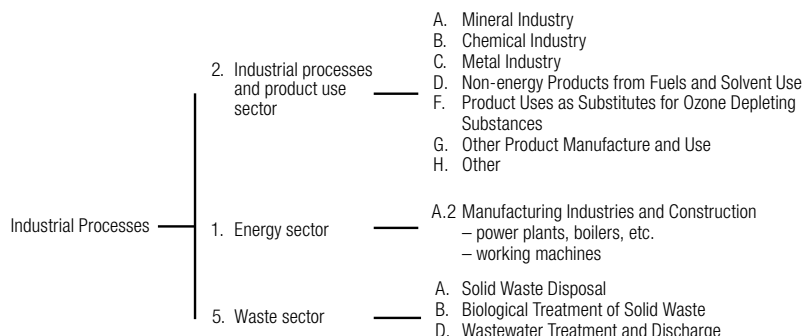 A. Mineral Industry
B. Chemical Industry
C. Metal Industry
D. Non-energy Products from Fuels and Solvent Use
F. Product Uses as Substitutes for Ozone Depleting
Substances
G. Other Product Manufacture and Use
H. Other
2. Industrial processes
and product use
sector
Industrial Processes
1. Energy sector
A.2 Manufacturing Industries and Construction
– power plants, boilers, etc.
– working machines
5. Waste sector
A. Solid Waste Disposal
B. Biological Treatment of Solid Waste
D. Wastewater Treatment and Discharge